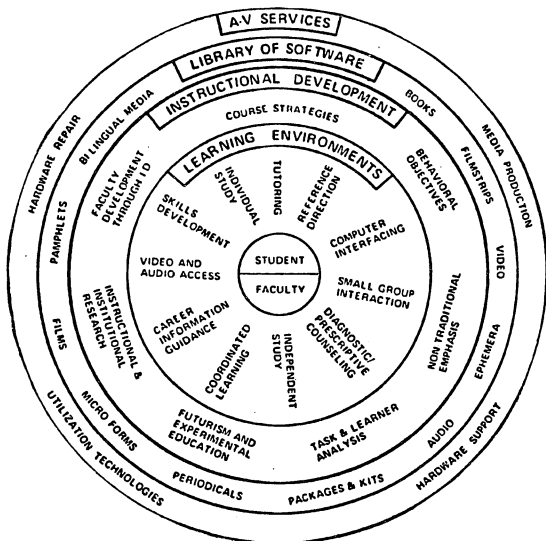 A-V SERVICES
HARDWARE REPAIR
MEDIA PRODUCTION
UTILIZATION TECHNOLOGIES
HARDWARE SUPPORT
LIBRARY OF SOFTWARE
BILINGUAL MEDIA
BOOKS
FILMSTRIPS
VIDEO
EPHEMERA
AUDIO
PACKAGES & KITS
PERIODICALS
MICRO FORMS
FILMS
PAMPHLETS
INSTRUCTIONAL DEVELOPMENT
COURSE STRATEGIES
BEHAVIORAL
OBJECTIVES
NON TRADITIONAL
EMPHASIS
TASK & LEARNER
ANALYSIS
FUTURISM AND
EXPERIMENTAL
EDUCATION
INSTRUCTIONAL &
INSTITUTIONAL
RESEARCH
FACULTY
DEVELOPMENT
THROUGH I D
LEARNING ENVIRONMENTS
TUTORING
REFERENCE
DIRECTION
COMPUTER
INTERFACING
SMALL GROUP
INTERACTION
DIAGNOSTIC/
PRESCRIPTIVE
COUNSELING
INDEPENDENT
STUDY
COORDINATED
LEARNING
CAREER
INFORMATION
GUIDANCE
VIDEO AND
AUDIO ACCESS
SKILLS
DEVELOPMENT
INDIVIDUAL
STUDY
STUDENT
FACULTY